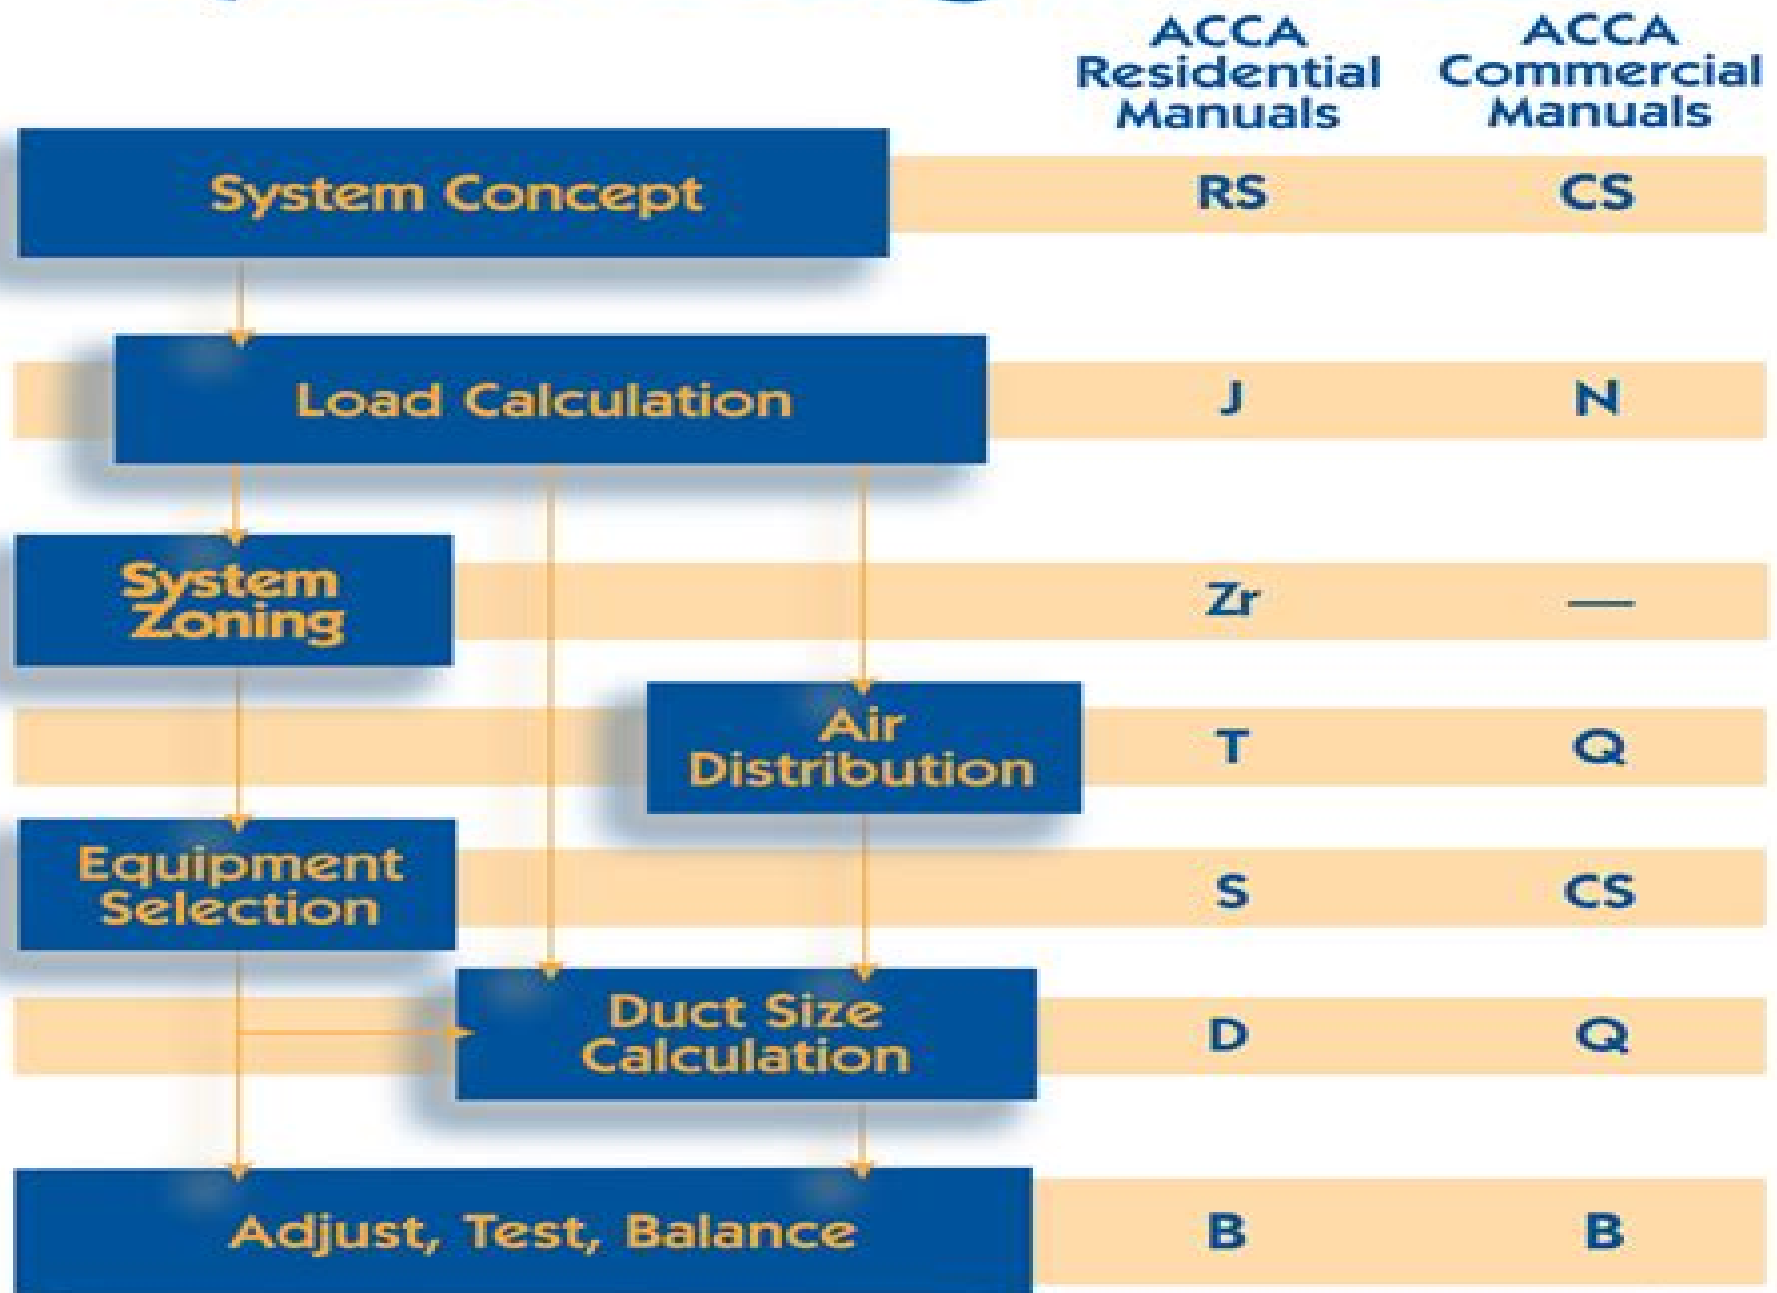 ACCA
Residential
Manuals
ACCA
Commercial
Manuals
System Concept
RS
CS
Load Calculation
J
N
System
Zoning
Zr
—
Air
Distribution
T
Q
Equipment
Selection
S
CS
Duct Size
Calculation
D
Q
Adjust, Test, Balance
B
B